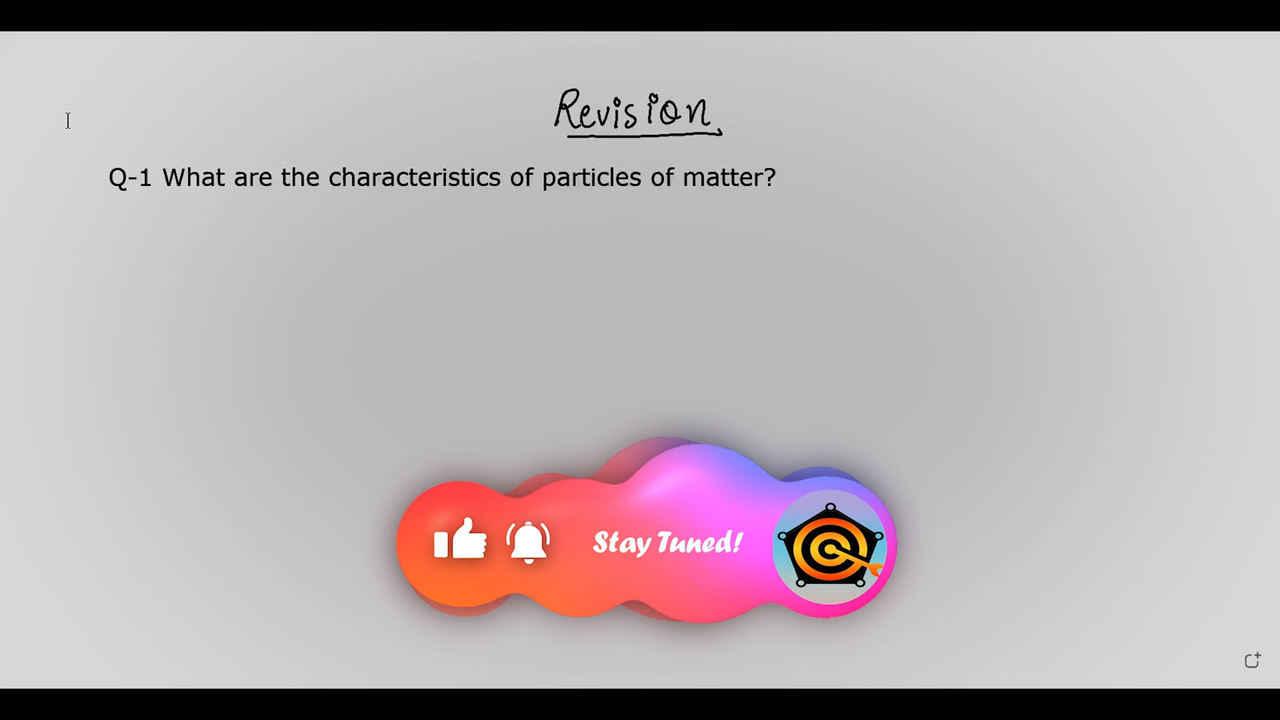 Revision
Q-1 What are the characteristics of particles of matter?
Stay Tuned!